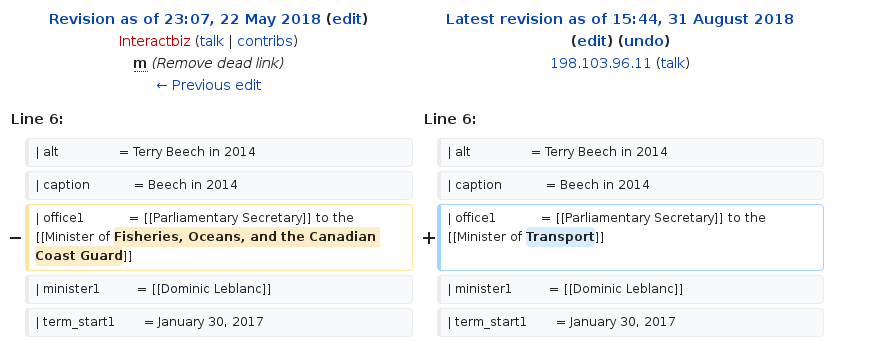 Revision as of 23:07, 22 May 2018 (edit)
Interactbiz (talk | contribs)
m (Remove dead link)
← Previous edit
Latest revision as of 15:44, 31 August 2018
(edit) (undo)
198.103.96.11 (talk)
Line 6:
Line 6:
| alt = Terry Beech in 2014
| alt = Terry Beech in 2014
| caption = Beech in 2014
| caption = Beech in 2014
− | office1 = [[Parliamentary Secretary]] to the
[[Minister of Fisheries, Oceans, and the Canadian
Coast Guard]]
+ | office1 = [[Parliamentary Secretary]] to the
[[Minister of Transport]]
| minister1 = [[Dominic Leblanc]]
| minister1 = [[Dominic Leblanc]]
| term_start1 = January 30, 2017
| term_start1 = January 30, 2017